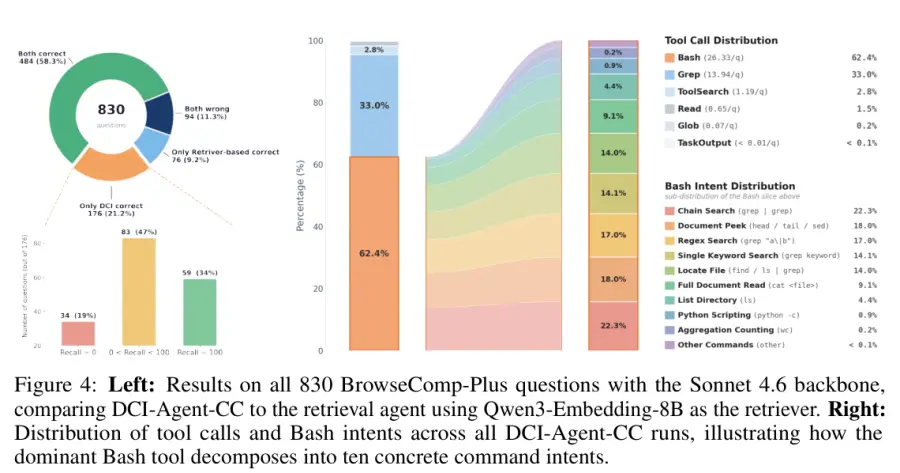 Both correct
484 (58.3%)
830
questions
Both wrong
94 (11.3%)
Only Retriver-based correct
76 (9.2%)
Only DCI correct
176 (21.2%)
Number of questions (out of 176)
80
60
40
20
34 (19%)
83 (47%)
59 (34%)
Recall = 0
0 < Recall < 100
Recall = 100
Percentage (%)
100
80
60
40
20
0
2.8%
33.0%
62.4%
0.2%
0.9%
4.4%
9.1%
14.0%
14.1%
17.0%
18.0%
22.3%
Tool Call Distribution
Bash (26.33/q) 62.4%
Grep (13.94/q) 33.0%
ToolSearch (1.19/q) 2.8%
Read (0.65/q) 1.5%
Glob (0.07/q) 0.2%
TaskOutput (< 0.01/q) < 0.1%
Bash Intent Distribution
sub-distribution of the Bash slice above
Chain Search (grep | grep) 22.3%
Document Peek (head / tail / sed) 18.0%
Regex Search (grep "a\|b") 17.0%
Single Keyword Search (grep keyword) 14.1%
Locate File (find / ls | grep) 14.0%
Full Document Read (cat <file>) 9.1%
List Directory (ls) 4.4%
Python Scripting (python -c) 0.9%
Aggregation Counting (wc) 0.2%
Other Commands (other) < 0.1%
Figure 4: Left: Results on all 830 BrowseComp-Plus questions with the Sonnet 4.6 backbone,
comparing DCI-Agent-CC to the retrieval agent using Qwen3-Embedding-8B as the retriever. Right:
Distribution of tool calls and Bash intents across all DCI-Agent-CC runs, illustrating how the
dominant Bash tool decomposes into ten concrete command intents.